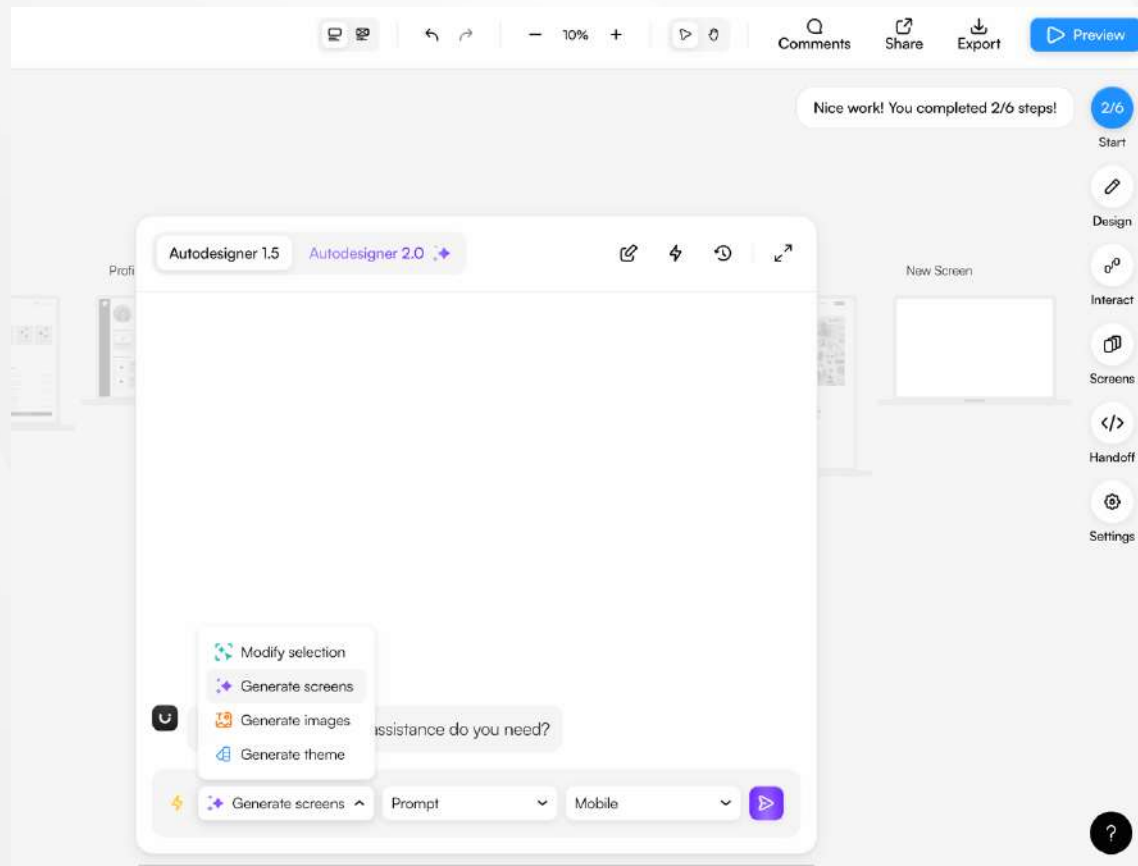 10%
Comments
Share
Export
Preview
Nice work! You completed 2/6 steps!
2/6
Start
Design
Interact
Screens
Handoff
Settings
Autodesigner 1.5
Autodesigner 2.0
Profi
New Screen
Modify selection
Generate screens
Generate images
Generate theme
assistance do you need?
Generate screens
Prompt
Mobile
?